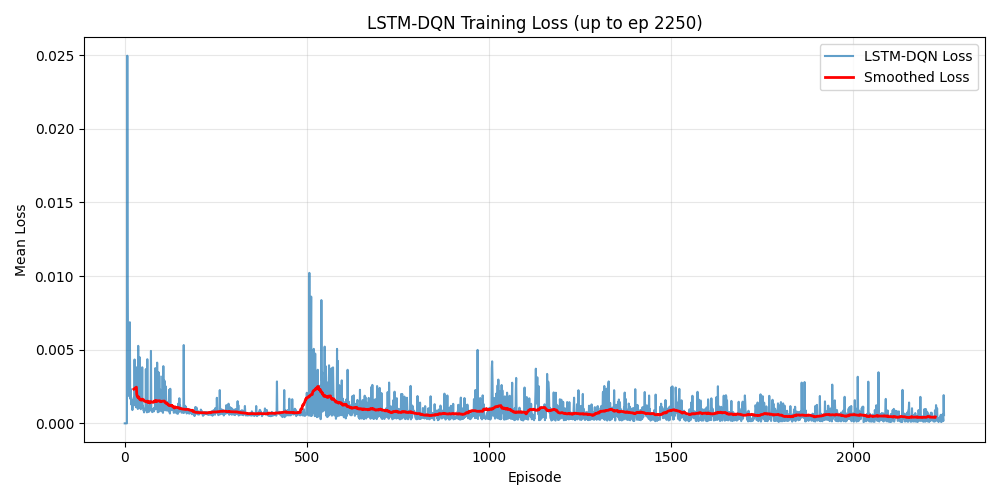 LSTM-DQN Training Loss (up to ep 2250)
LSTM-DQN Loss
Smoothed Loss
Mean Loss
0.025
0.020
0.015
0.010
0.005
0.000
0
500
1000
1500
2000
Episode